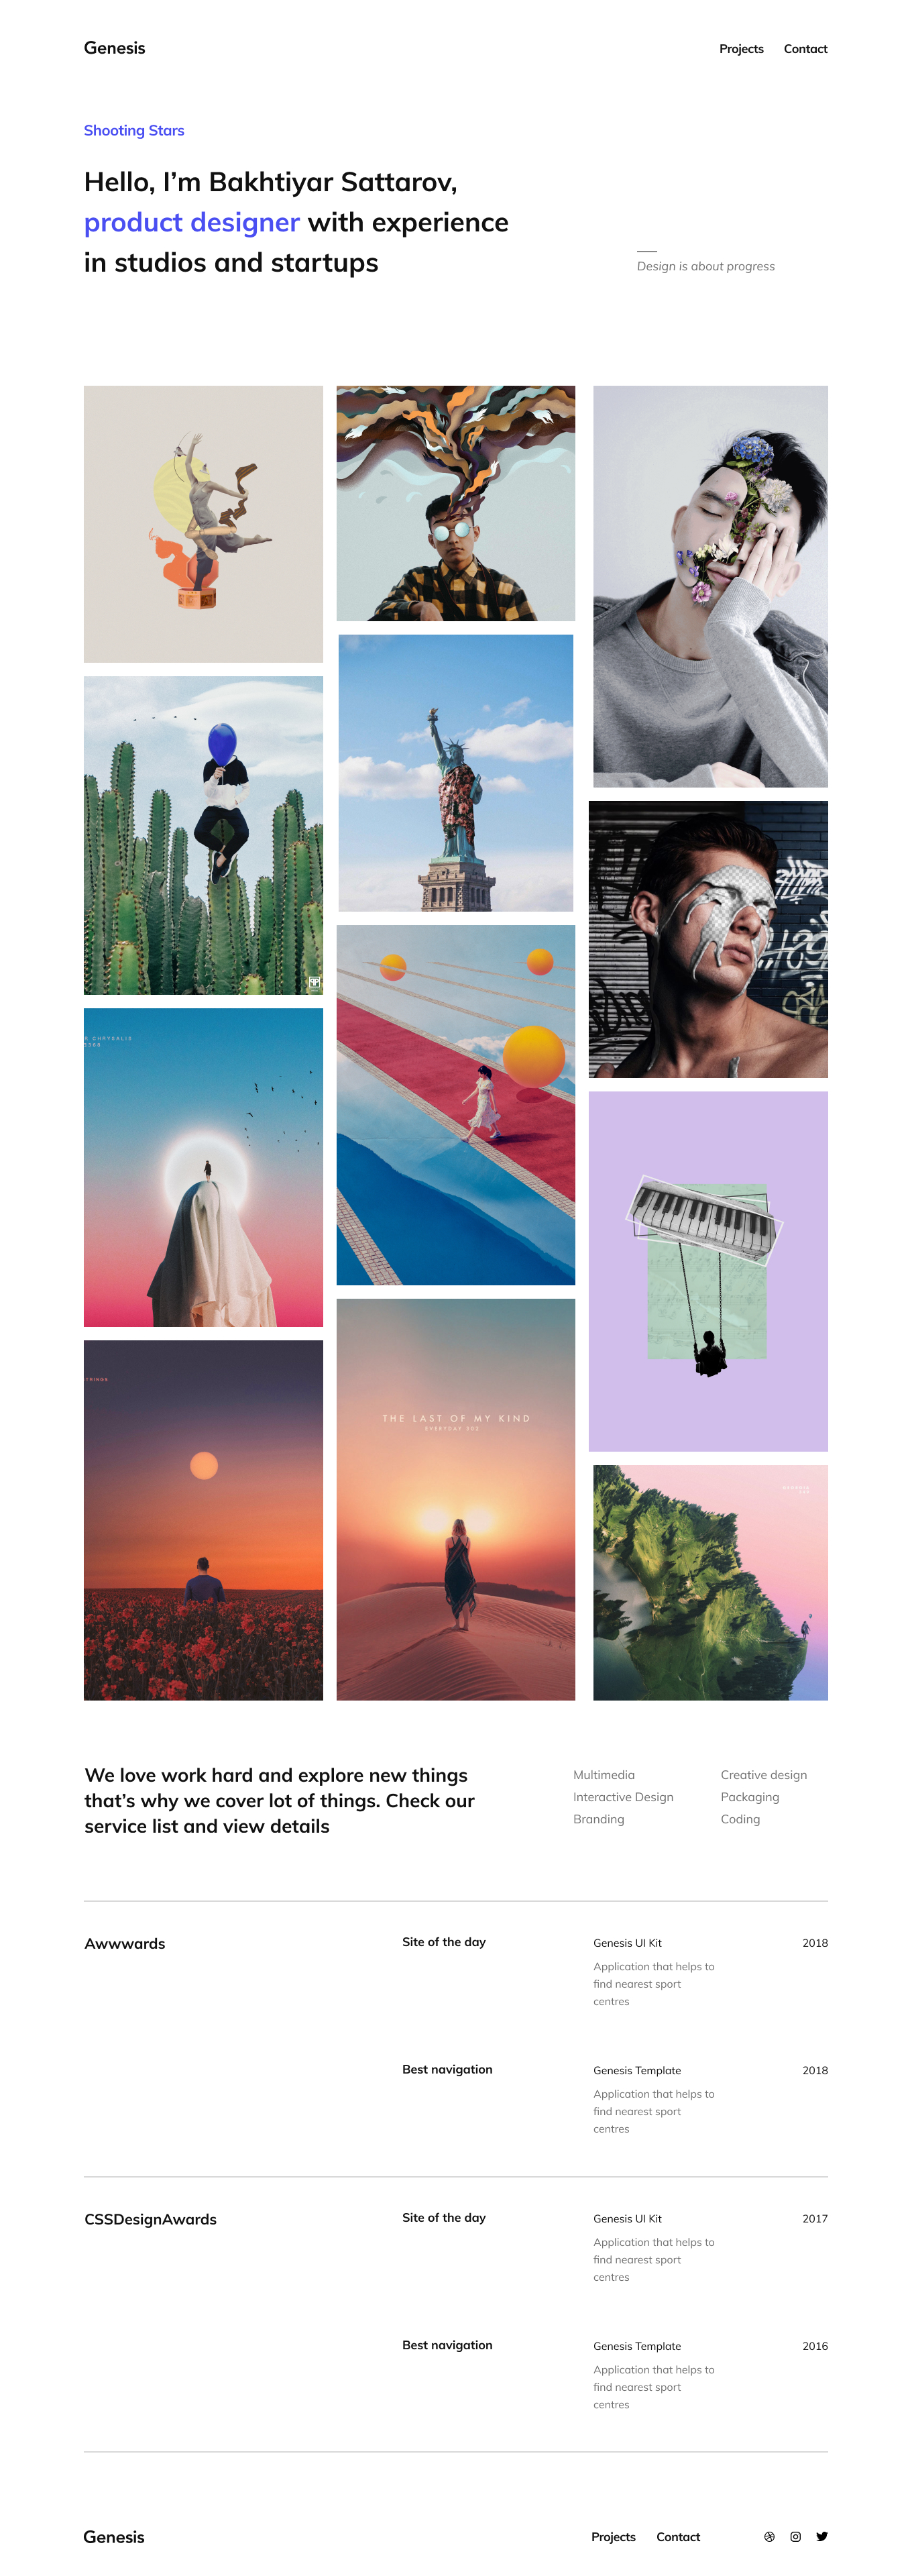 Genesis
Projects
Contact
Shooting Stars
Hello, I’m Bakhtiyar Sattarov,
product designer with experience
in studios and startups
Design is about progress
R CHRYSALIS
THE LAST OF MY KIND
We love work hard and explore new things
that’s why we cover lot of things. Check our
service list and view details
Multimedia
Interactive Design
Branding
Creative design
Packaging
Coding
Awwwards
Site of the day
Genesis UI Kit
2018
Application that helps to
find nearest sport
centres
Best navigation
Genesis Template
2018
Application that helps to
find nearest sport
centres
CSSDesignAwards
Site of the day
Genesis UI Kit
2017
Application that helps to
find nearest sport
centres
Best navigation
Genesis Template
2016
Application that helps to
find nearest sport
centres
Genesis
Projects
Contact